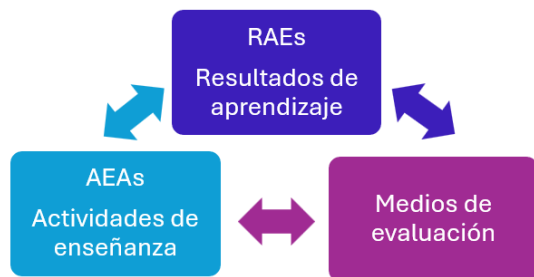 RAEs
Resultados de
aprendizaje
AEAs
Actividades de
enseñanza
Medios de
evaluación